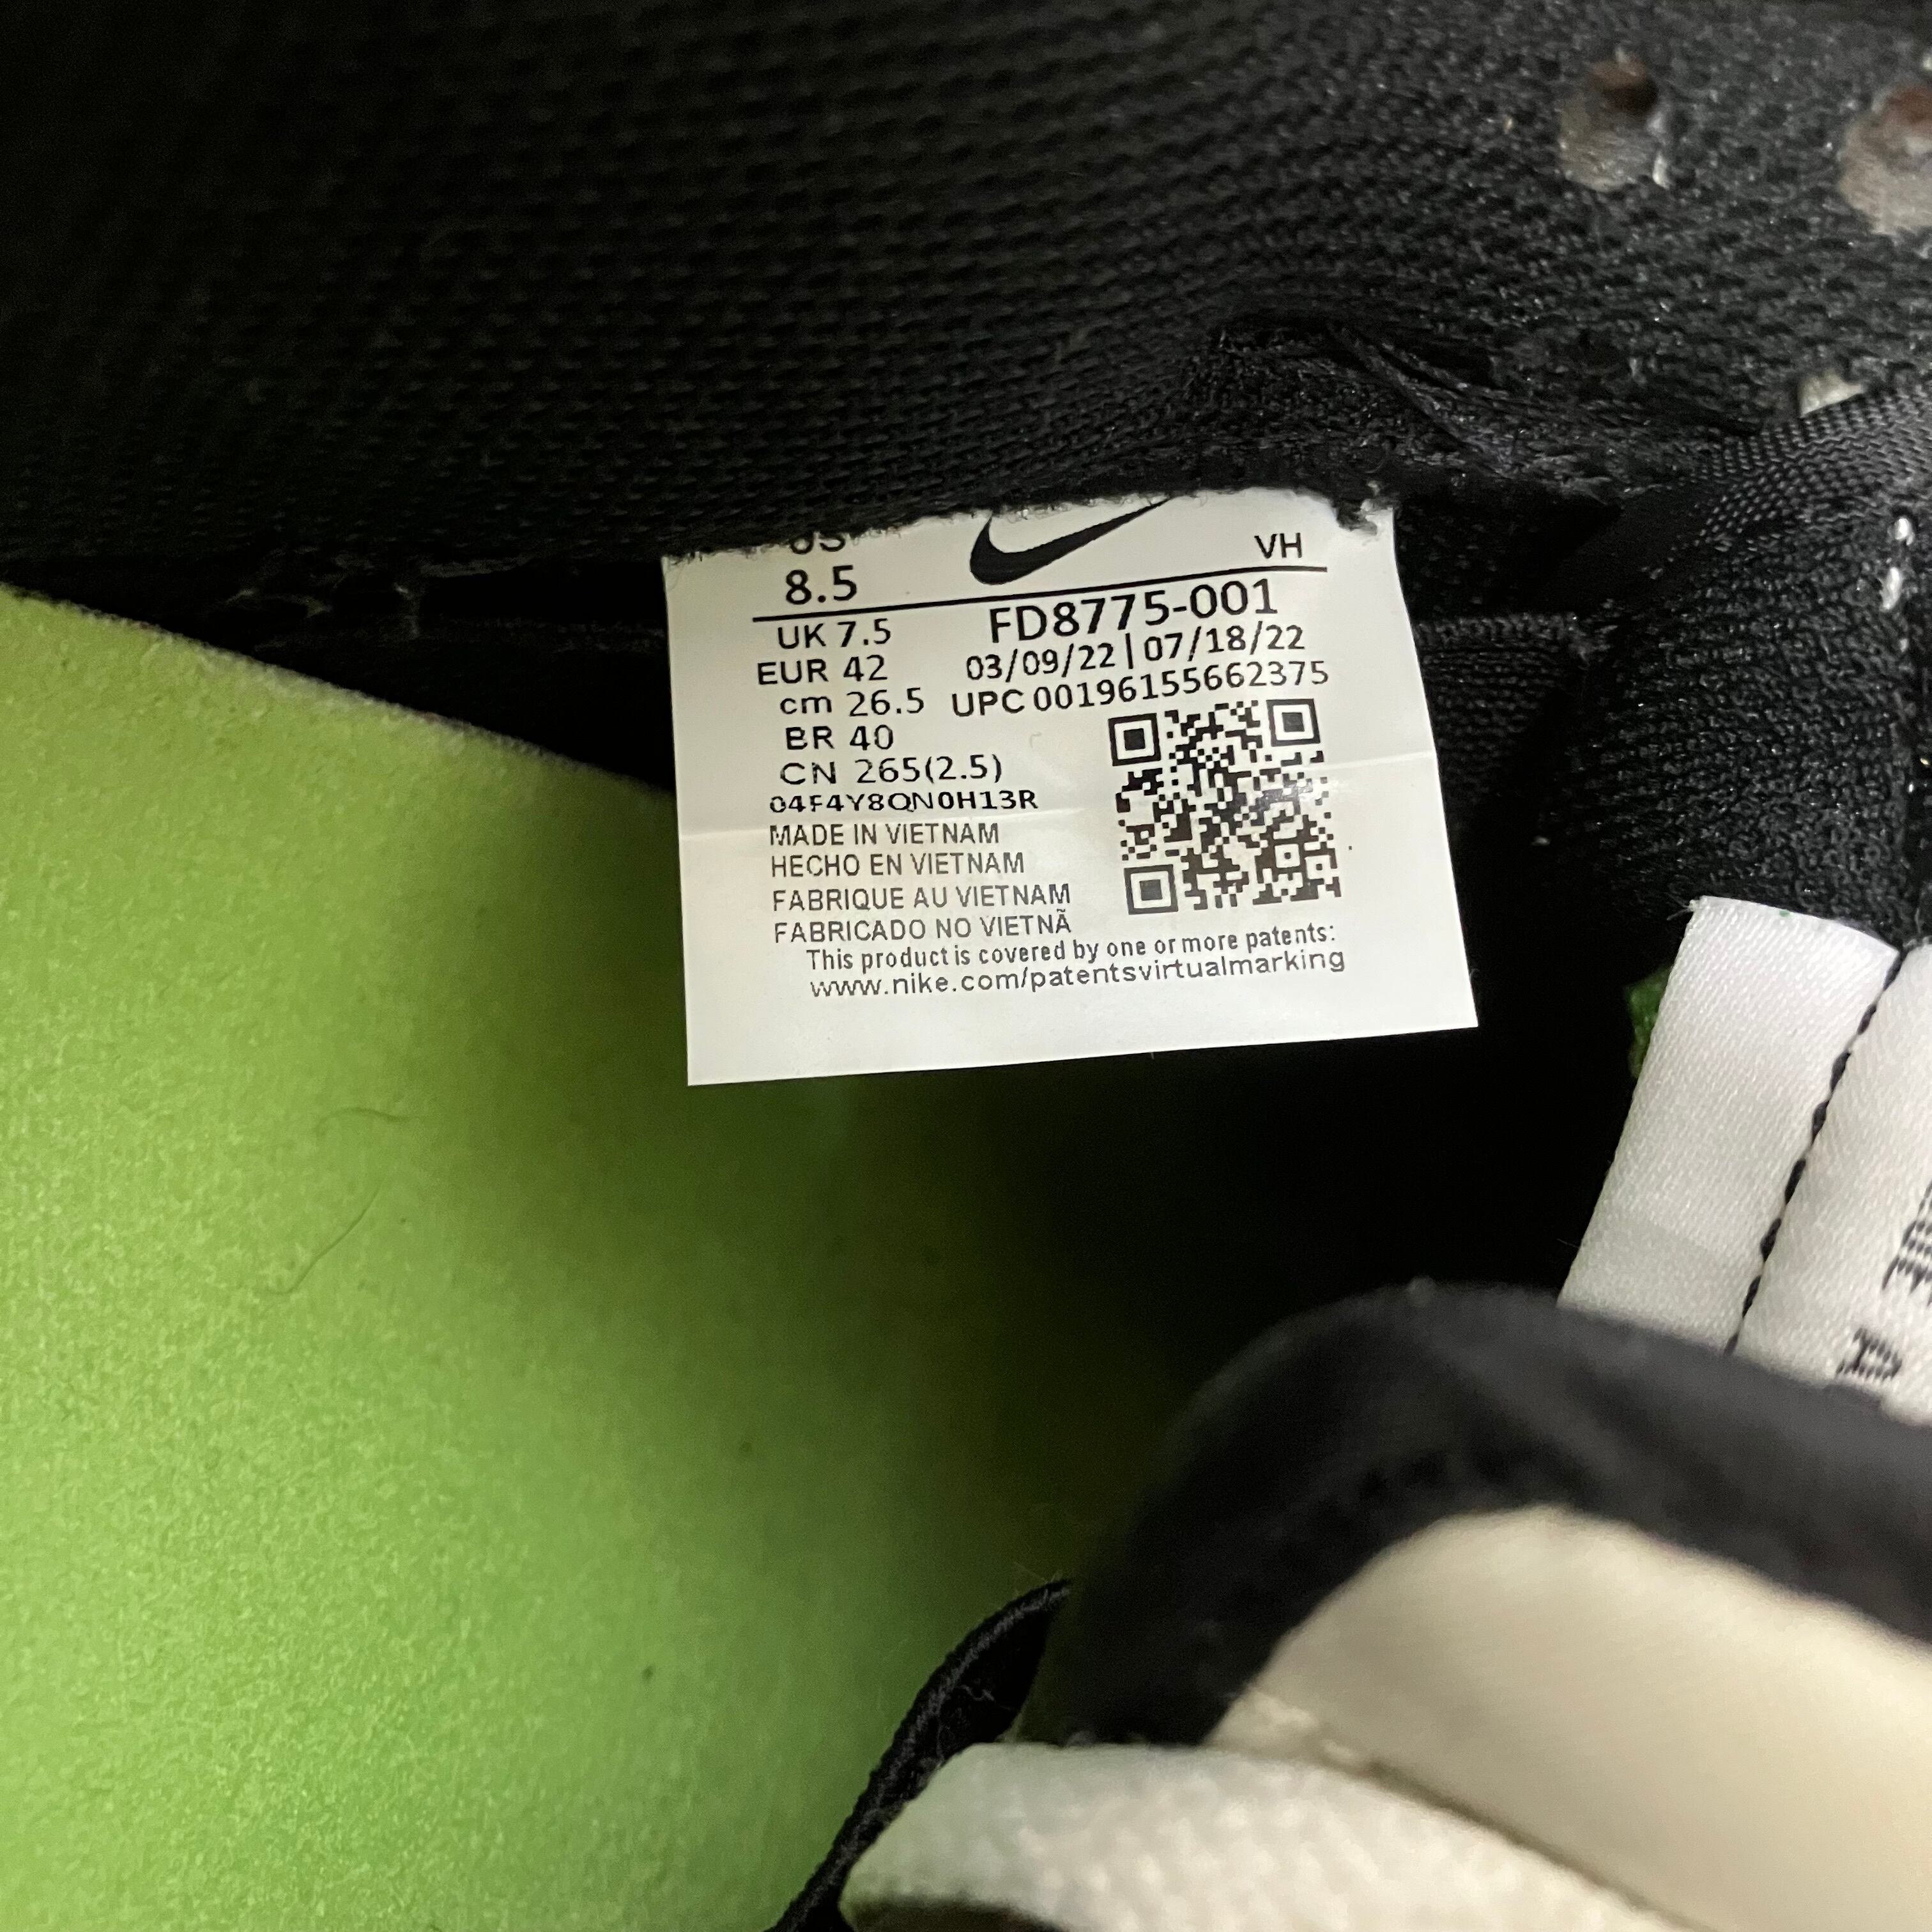 US VH
8.5
FD8775-001
UK 7.5
03/09/22 | 07/18/22
EUR 42
UPC 00196155662375
cm 26.5
BR 40
CN 265(2.5)
04F4Y8QN0H13R
MADE IN VIETNAM
HECHO EN VIETNAM
FABRIQUE AU VIETNAM
FABRICADO NO VIETNÃ
This product is covered by one or more patents:
www.nike.com/patentsvirtualmarking